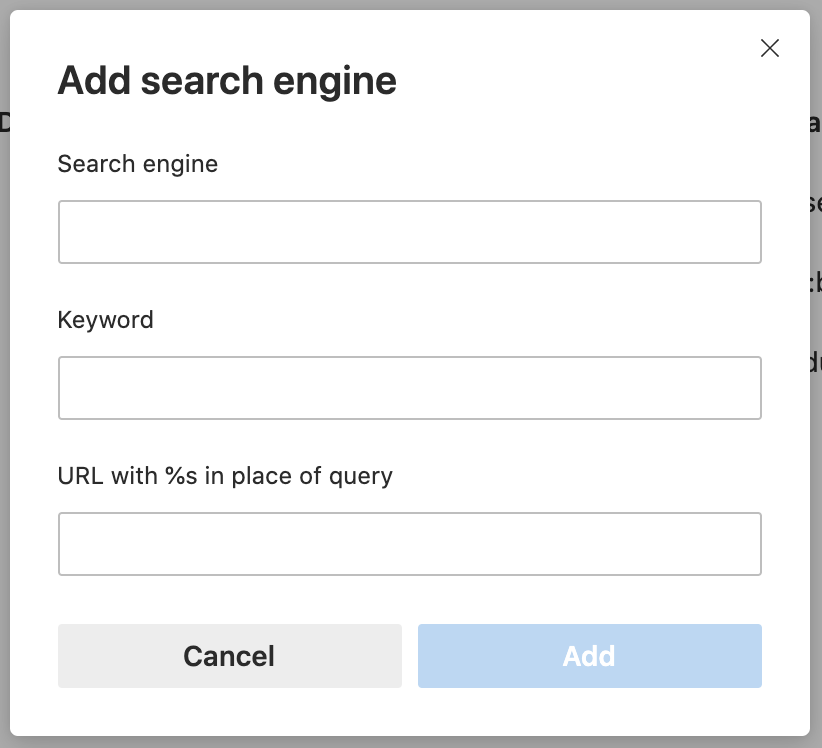 Add search engine
Search engine
Keyword
URL with %s in place of query
Cancel
Add